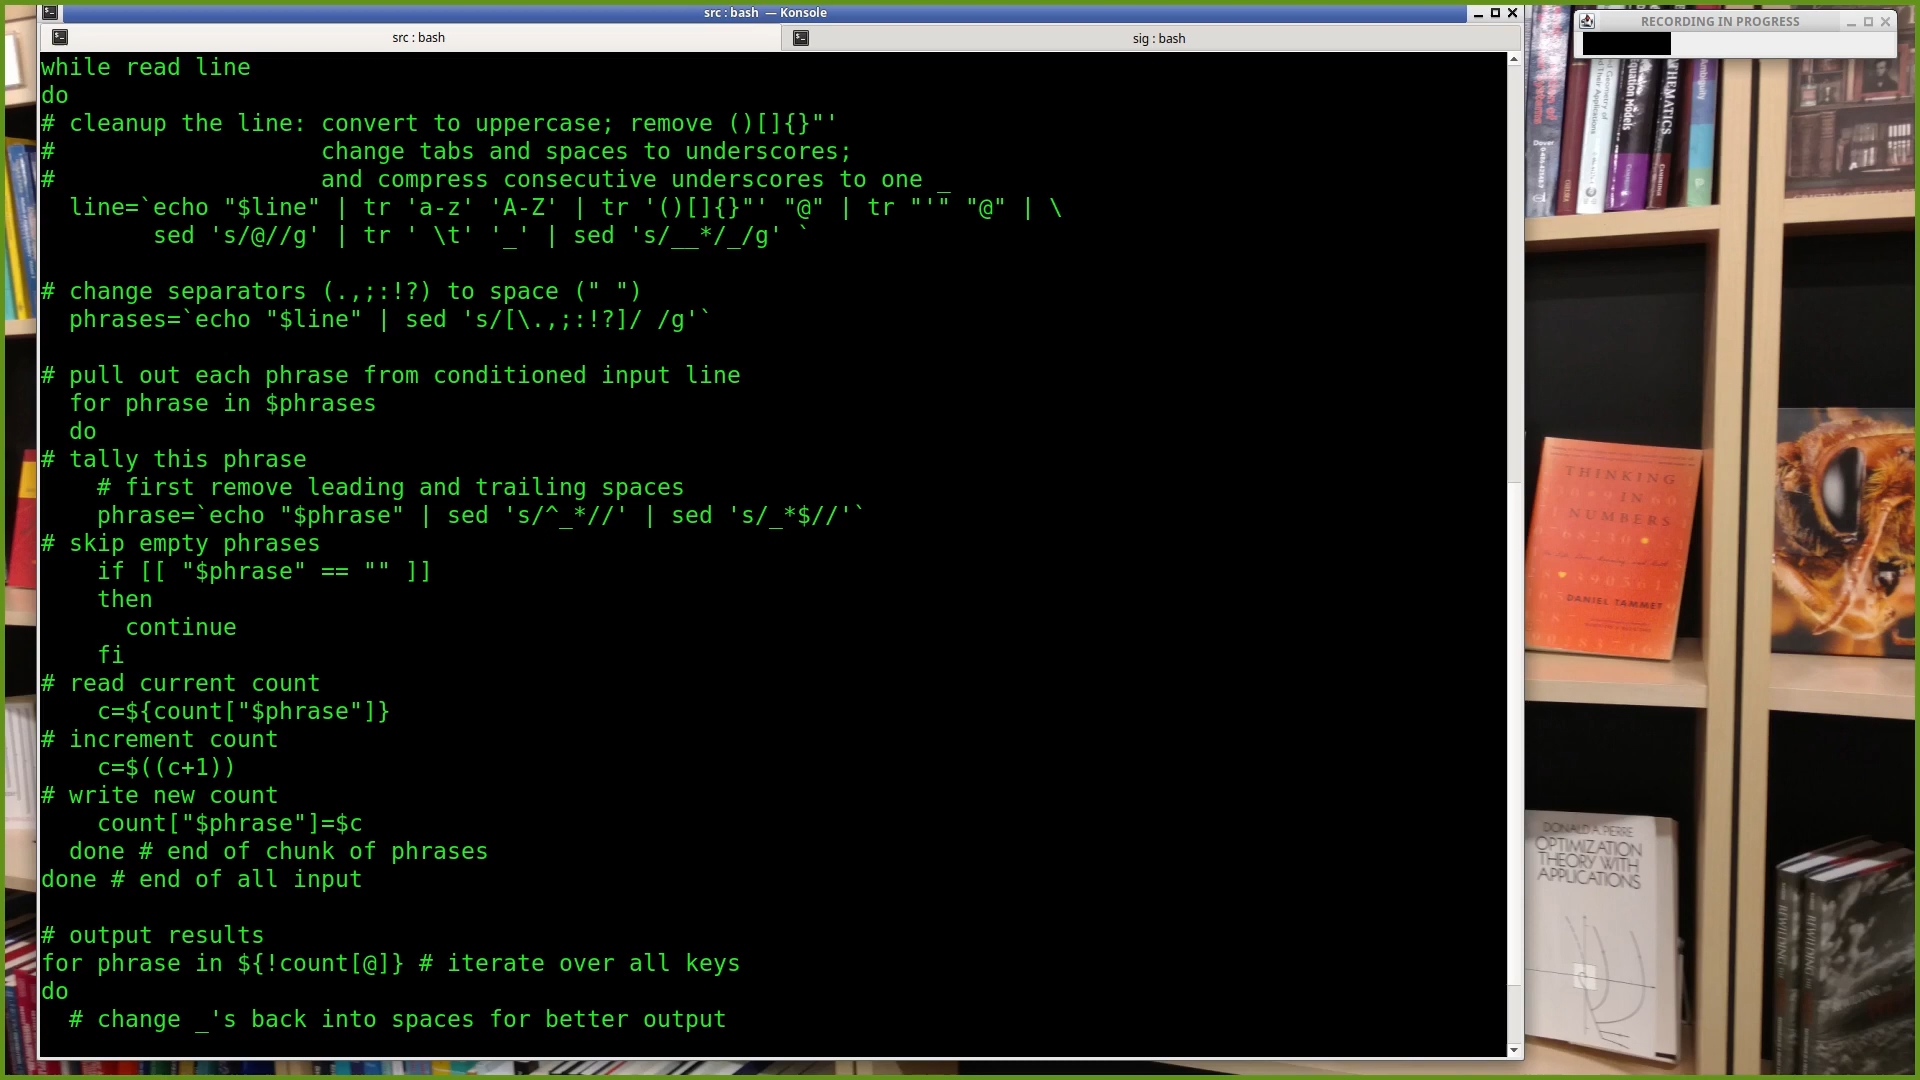 src : bash — Konsole
RECORDING IN PROGRESS
src : bash
sig : bash
while read line
do
# cleanup the line: convert to uppercase; remove ()[]{}"'
#                   change tabs and spaces to underscores;
#                   and compress consecutive underscores to one _
  line=`echo "$line" | tr 'a-z' 'A-Z' | tr '()[]{}"' "@" | tr "'" "@" | \
        sed 's/@//g' | tr ' \t' '_' | sed 's/__*/_/g' `
# change separators (.,;:!?) to space (" ")
  phrases=`echo "$line" | sed 's/[\.,;:!?]/ /g'`
# pull out each phrase from conditioned input line
  for phrase in $phrases
  do
# tally this phrase
    # first remove leading and trailing spaces
    phrase=`echo "$phrase" | sed 's/^_*//' | sed 's/_*$//'`
# skip empty phrases
    if [[ "$phrase" == "" ]]
    then
      continue
    fi
# read current count
    c=${count["$phrase"]}
# increment count
    c=$((c+1))
# write new count
    count["$phrase"]=$c
  done # end of chunk of phrases
done # end of all input
# output results
for phrase in ${!count[@]} # iterate over all keys
do
  # change _'s back into spaces for better output
Dover
Equation Models
Ambiguity
THINKING
IN
NUMBERS
DANIEL TAMMET
DONALD A. PIERRE
OPTIMIZATION
THEORY WITH
APPLICATIONS
REWILDING
REWILDING